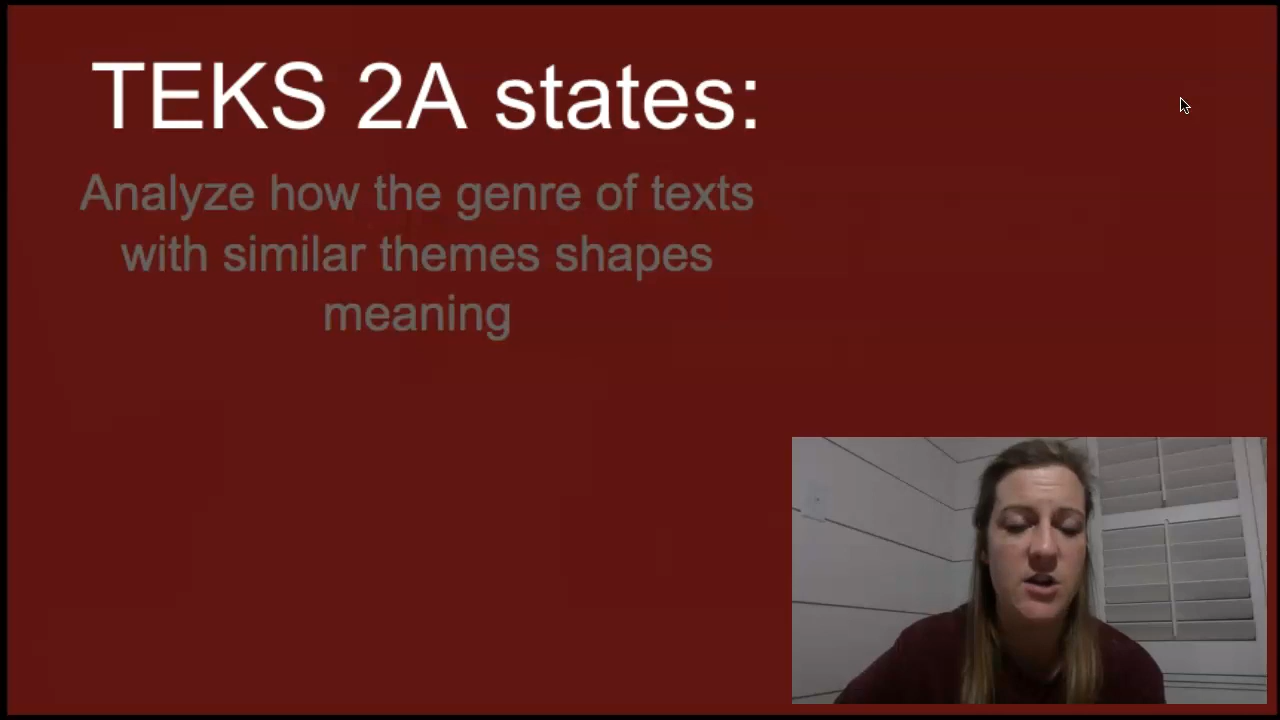 TEKS 2A states:
Analyze how the genre of texts
with similar themes shapes
meaning